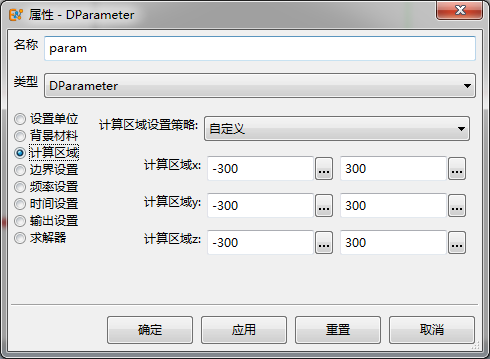 属性 - DParameter
名称
param
类型
DParameter
设置单位
背景材料
计算区域
边界设置
频率设置
时间设置
输出设置
求解器
计算区域设置策略: 自定义
计算区域x: -300 ... 300 ...
计算区域y: -300 ... 300 ...
计算区域z: -300 ... 300 ...
确定 应用 重置 取消